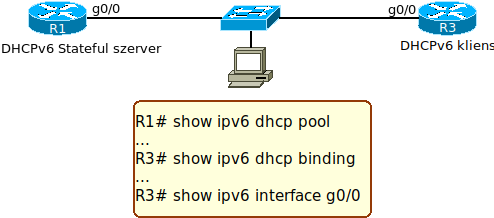 g0/0
g0/0
R1
R3
DHCPv6 Stateful szerver
DHCPv6 kliens
R1# show ipv6 dhcp pool
...
R3# show ipv6 dhcp binding
...
R3# show ipv6 interface g0/0